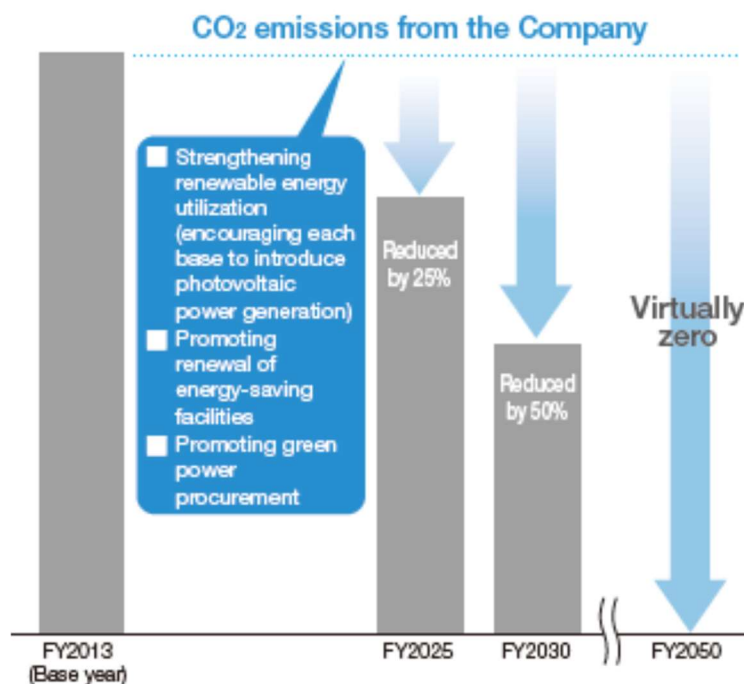 CO2 emissions from the Company
Strengthening
renewable energy
utilization
(encouraging each
base to introduce
photovoltaic
power generation)
Promoting
renewal of
energy-saving
facilities
Promoting green
power
procurement
Reduced
by 25%
Reduced
by 50%
Virtually
zero
FY2013
(Base year)
FY2025
FY2030
FY2050